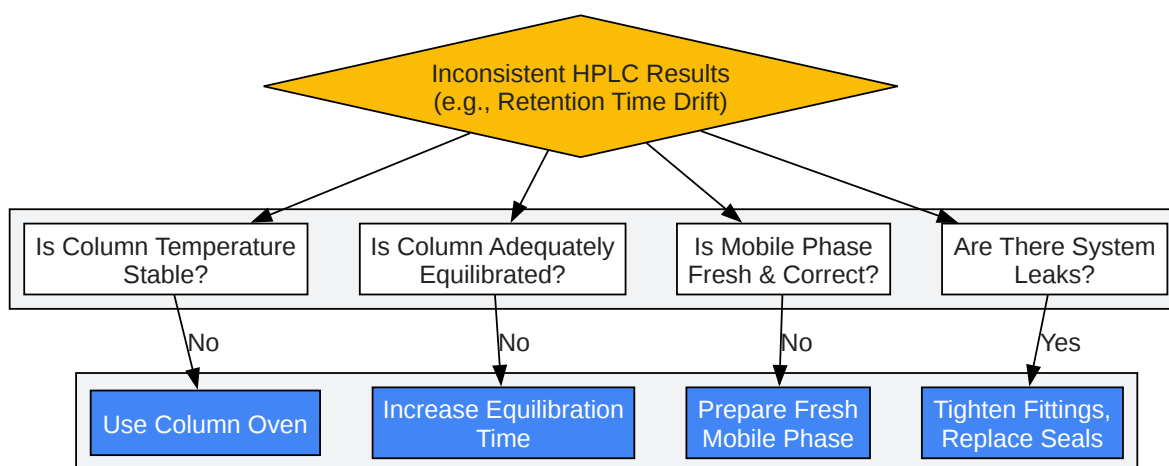 Inconsistent HPLC Results
(e.g., Retention Time Drift)
Is Column Temperature
Stable?
Is Column Adequately
Equilibrated?
Is Mobile Phase
Fresh & Correct?
Are There System
Leaks?
No
No
No
Yes
Use Column Oven
Increase Equilibration
Time
Prepare Fresh
Mobile Phase
Tighten Fittings,
Replace Seals